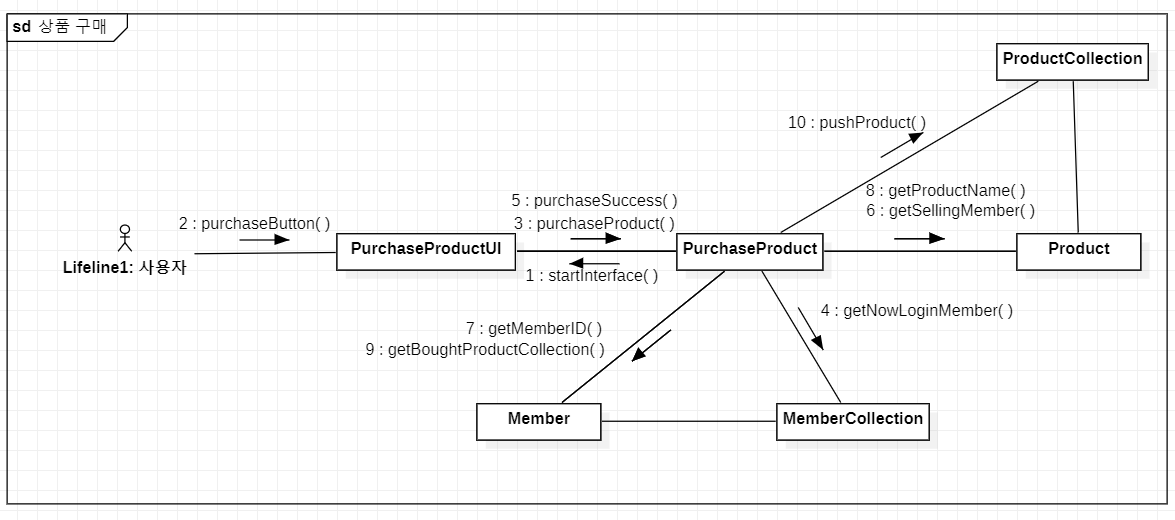 sd 상품 구매
ProductCollection
10 : pushProduct( )
8 : getProductName( )
6 : getSellingMember( )
5 : purchaseSuccess( )
3 : purchaseProduct( )
2 : purchaseButton( )
Lifeline1: 사용자
PurchaseProductUI
PurchaseProduct
Product
1 : startInterface( )
4 : getNowLoginMember( )
7 : getMemberID( )
9 : getBoughtProductCollection( )
Member
MemberCollection